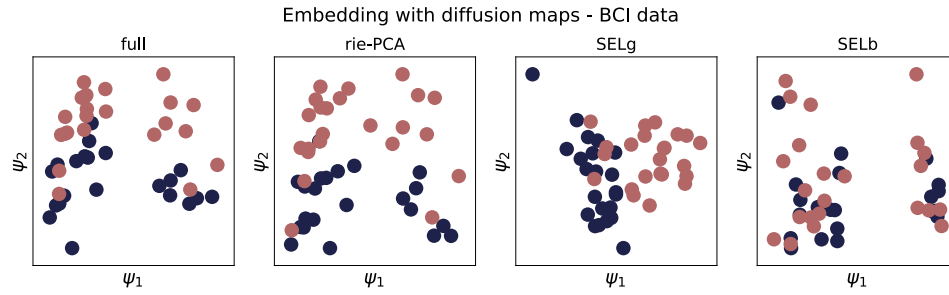 Embedding with diffusion maps - BCI data
full
rie-PCA
SELg
SELb
ψ2
ψ2
ψ2
ψ2
ψ1
ψ1
ψ1
ψ1